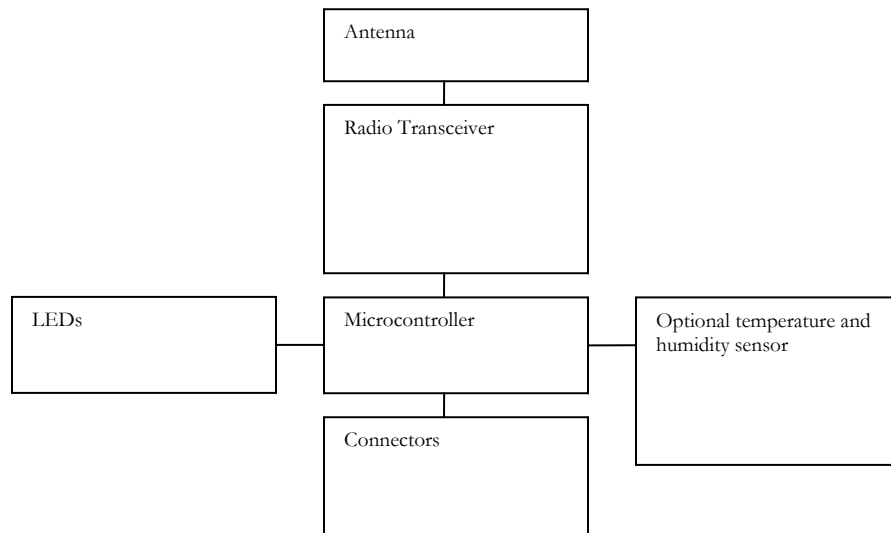 Antenna
Radio Transceiver
LEDs
Microcontroller
Optional temperature and
humidity sensor
Connectors